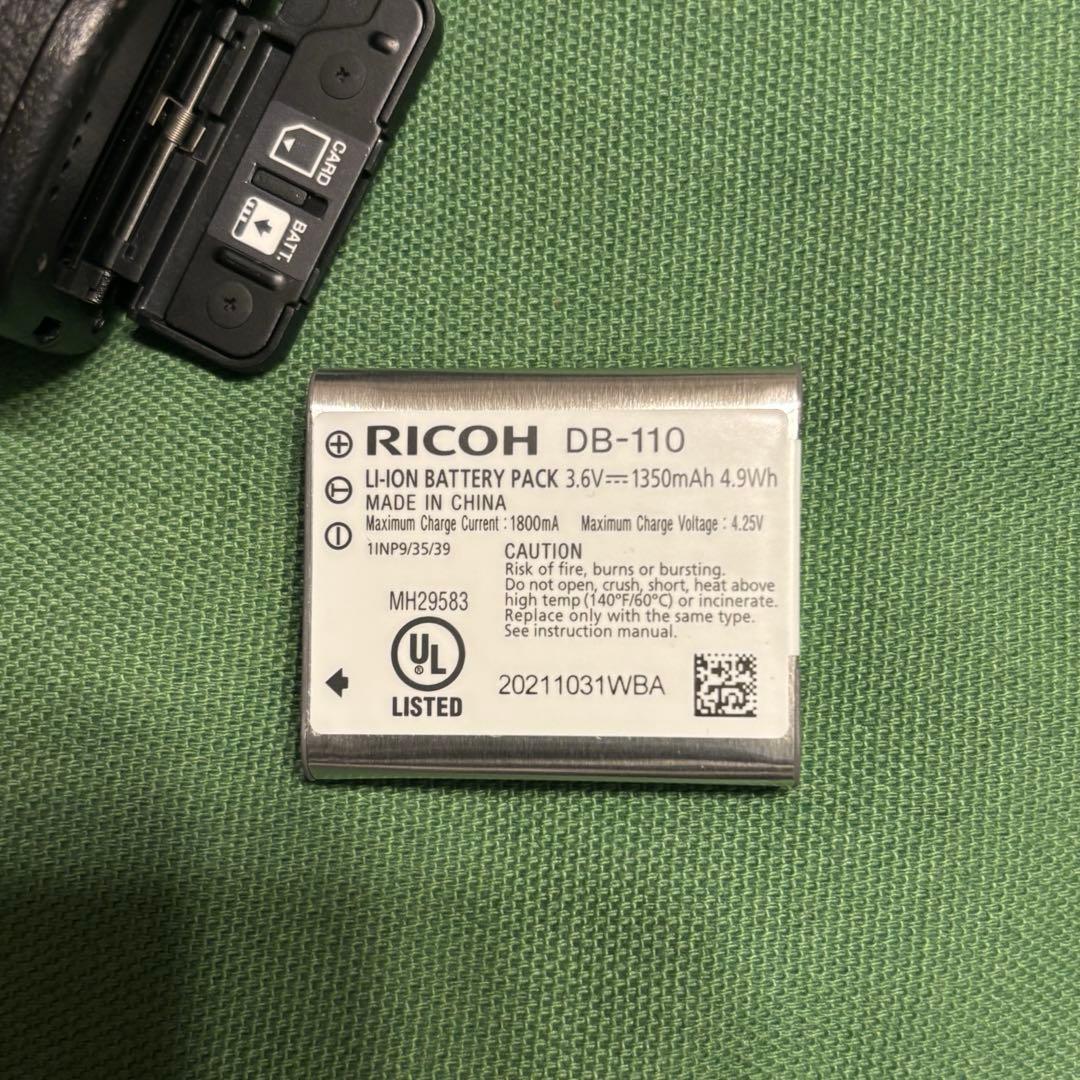 CARD
BATT.
RICOH DB-110
LI-ION BATTERY PACK 3.6V⎓1350mAh 4.9Wh
MADE IN CHINA
Maximum Charge Current : 1800mA Maximum Charge Voltage : 4.25V
1INP9/35/39
CAUTION
Risk of fire, burns or bursting.
Do not open, crush, short, heat above
high temp (140°F/60°C) or incinerate.
Replace only with the same type.
See instruction manual.
MH29583
UL®
LISTED
20211031WBA